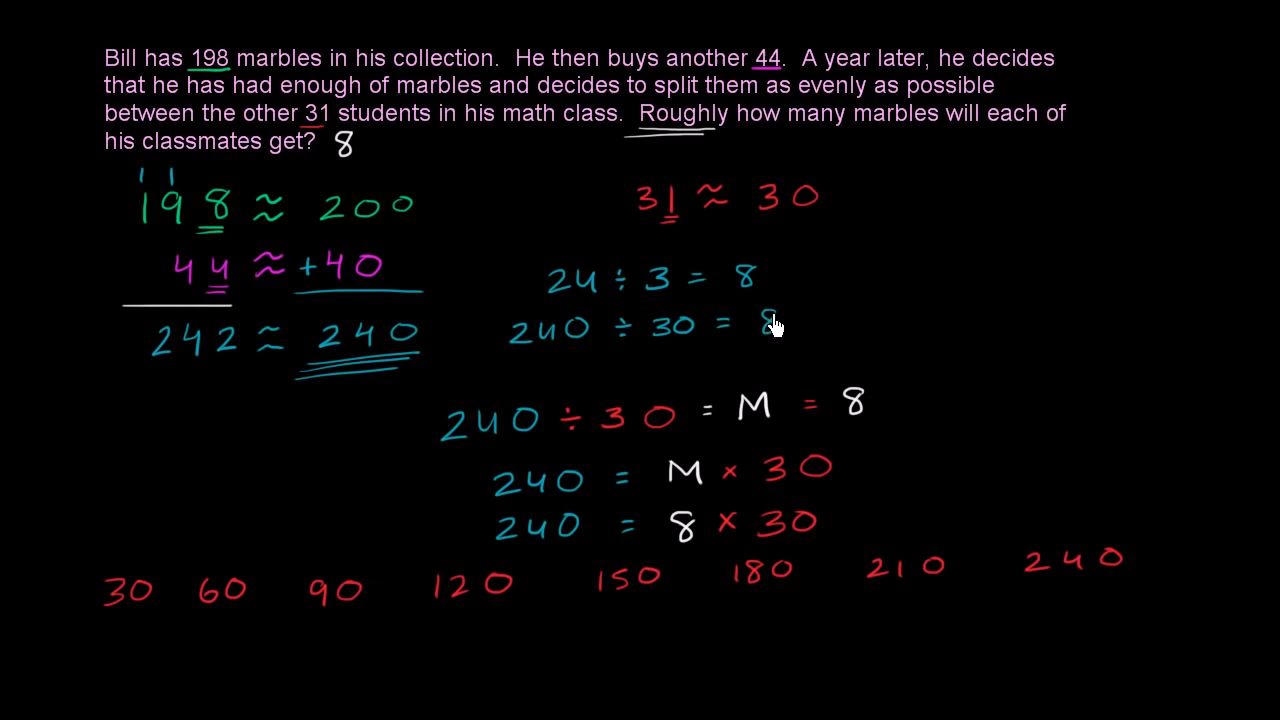 Bill has 198 marbles in his collection. He then buys another 44. A year later, he decides
that he has had enough of marbles and decides to split them as evenly as possible
between the other 31 students in his math class. Roughly how many marbles will each of
his classmates get? 8
1 1
198 ≈ 200
31 ≈ 30
44 ≈ +40
24 ÷ 3 = 8
242 ≈ 240
240 ÷ 30 = 8
240 ÷ 30 = M = 8
240 = M × 30
240 = 8 × 30
30 60 90 120 150 180 210 240